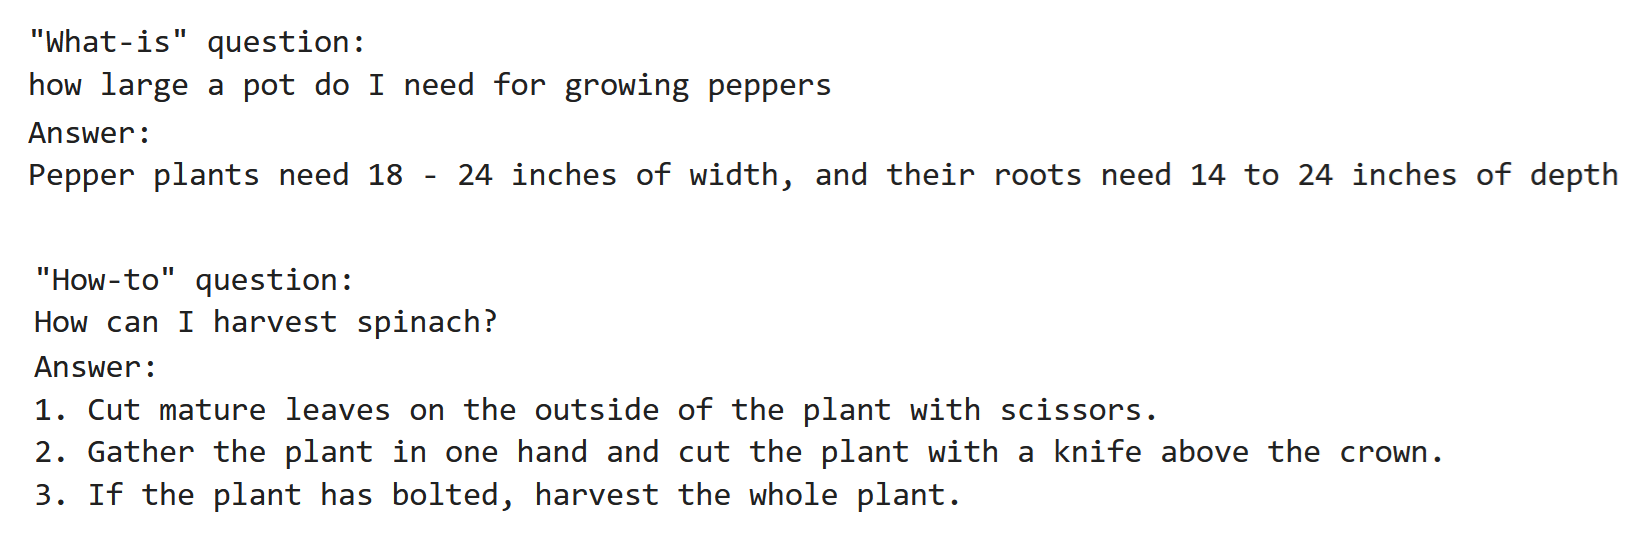 "What-is" question:
how large a pot do I need for growing peppers
Answer:
Pepper plants need 18 - 24 inches of width, and their roots need 14 to 24 inches of depth
"How-to" question:
How can I harvest spinach?
Answer:
1. Cut mature leaves on the outside of the plant with scissors.
2. Gather the plant in one hand and cut the plant with a knife above the crown.
3. If the plant has bolted, harvest the whole plant.